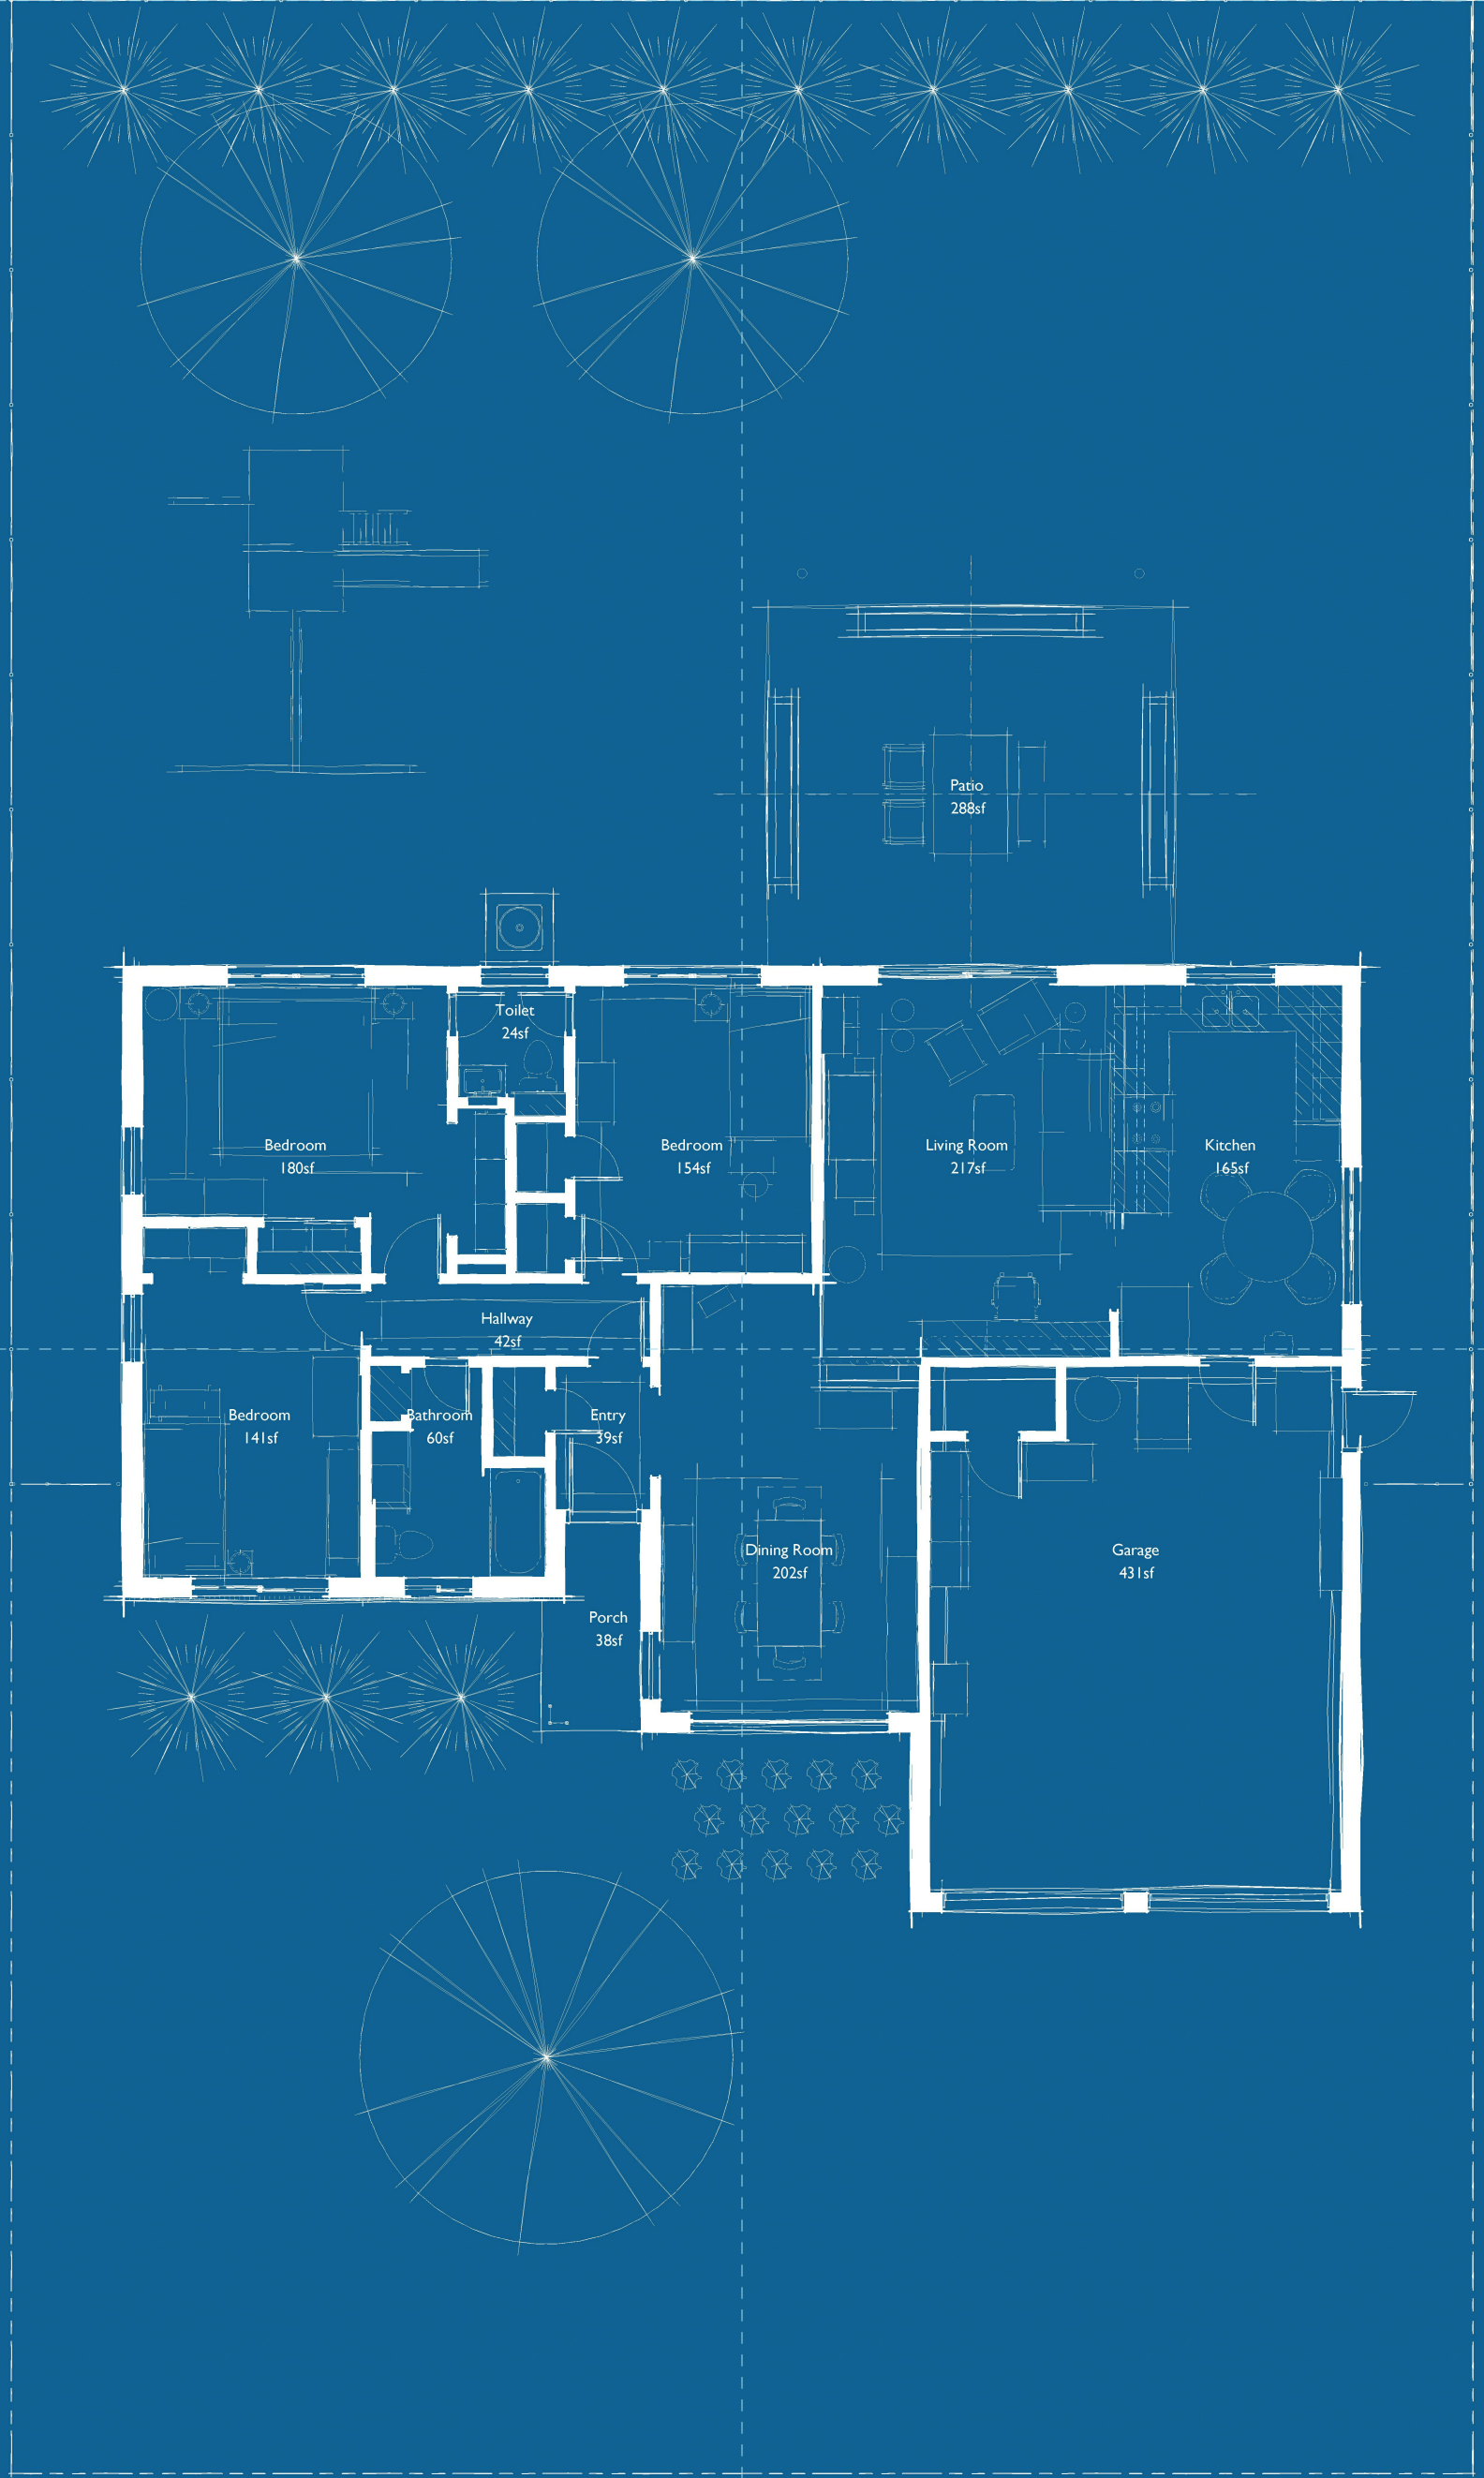 Patio
288sf
Toilet
24sf
Bedroom
180sf
Bedroom
154sf
Living Room
217sf
Kitchen
165sf
Hallway
42sf
Bedroom
141sf
Bathroom
60sf
Entry
39sf
Dining Room
202sf
Garage
431sf
Porch
38sf